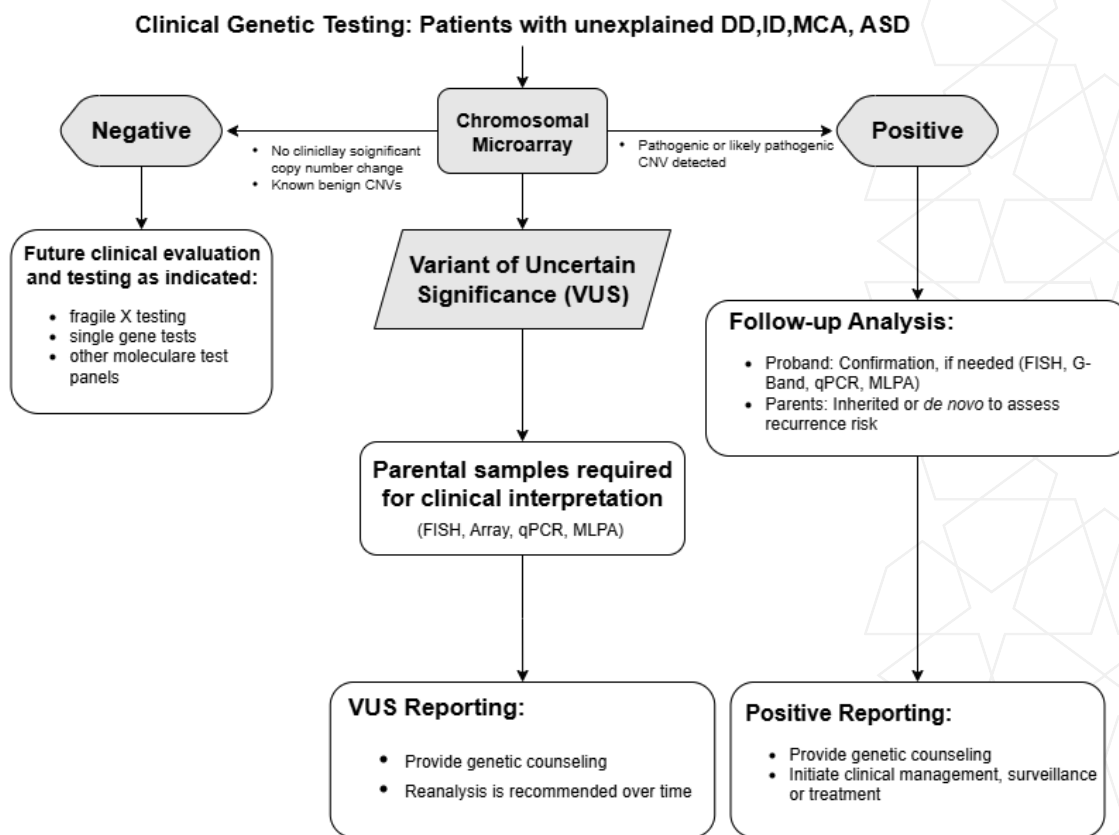 Clinical Genetic Testing: Patients with unexplained DD,ID,MCA, ASD
Negative
Chromosomal
Microarray
Positive
• No clinicllay soignificant
copy number change
• Known benign CNVs
• Pathogenic or likely pathogenic
CNV detected
Future clinical evaluation
and testing as indicated:
• fragile X testing
• single gene tests
• other moleculare test
panels
Variant of Uncertain
Significance (VUS)
Follow-up Analysis:
• Proband: Confirmation, if needed (FISH, G-
Band, qPCR, MLPA)
• Parents: Inherited or de novo to assess
recurrence risk
Parental samples required
for clinical interpretation
(FISH, Array, qPCR, MLPA)
VUS Reporting:
• Provide genetic counseling
• Reanalysis is recommended over time
Positive Reporting:
• Provide genetic counseling
• Initiate clinical management, surveillance
or treatment